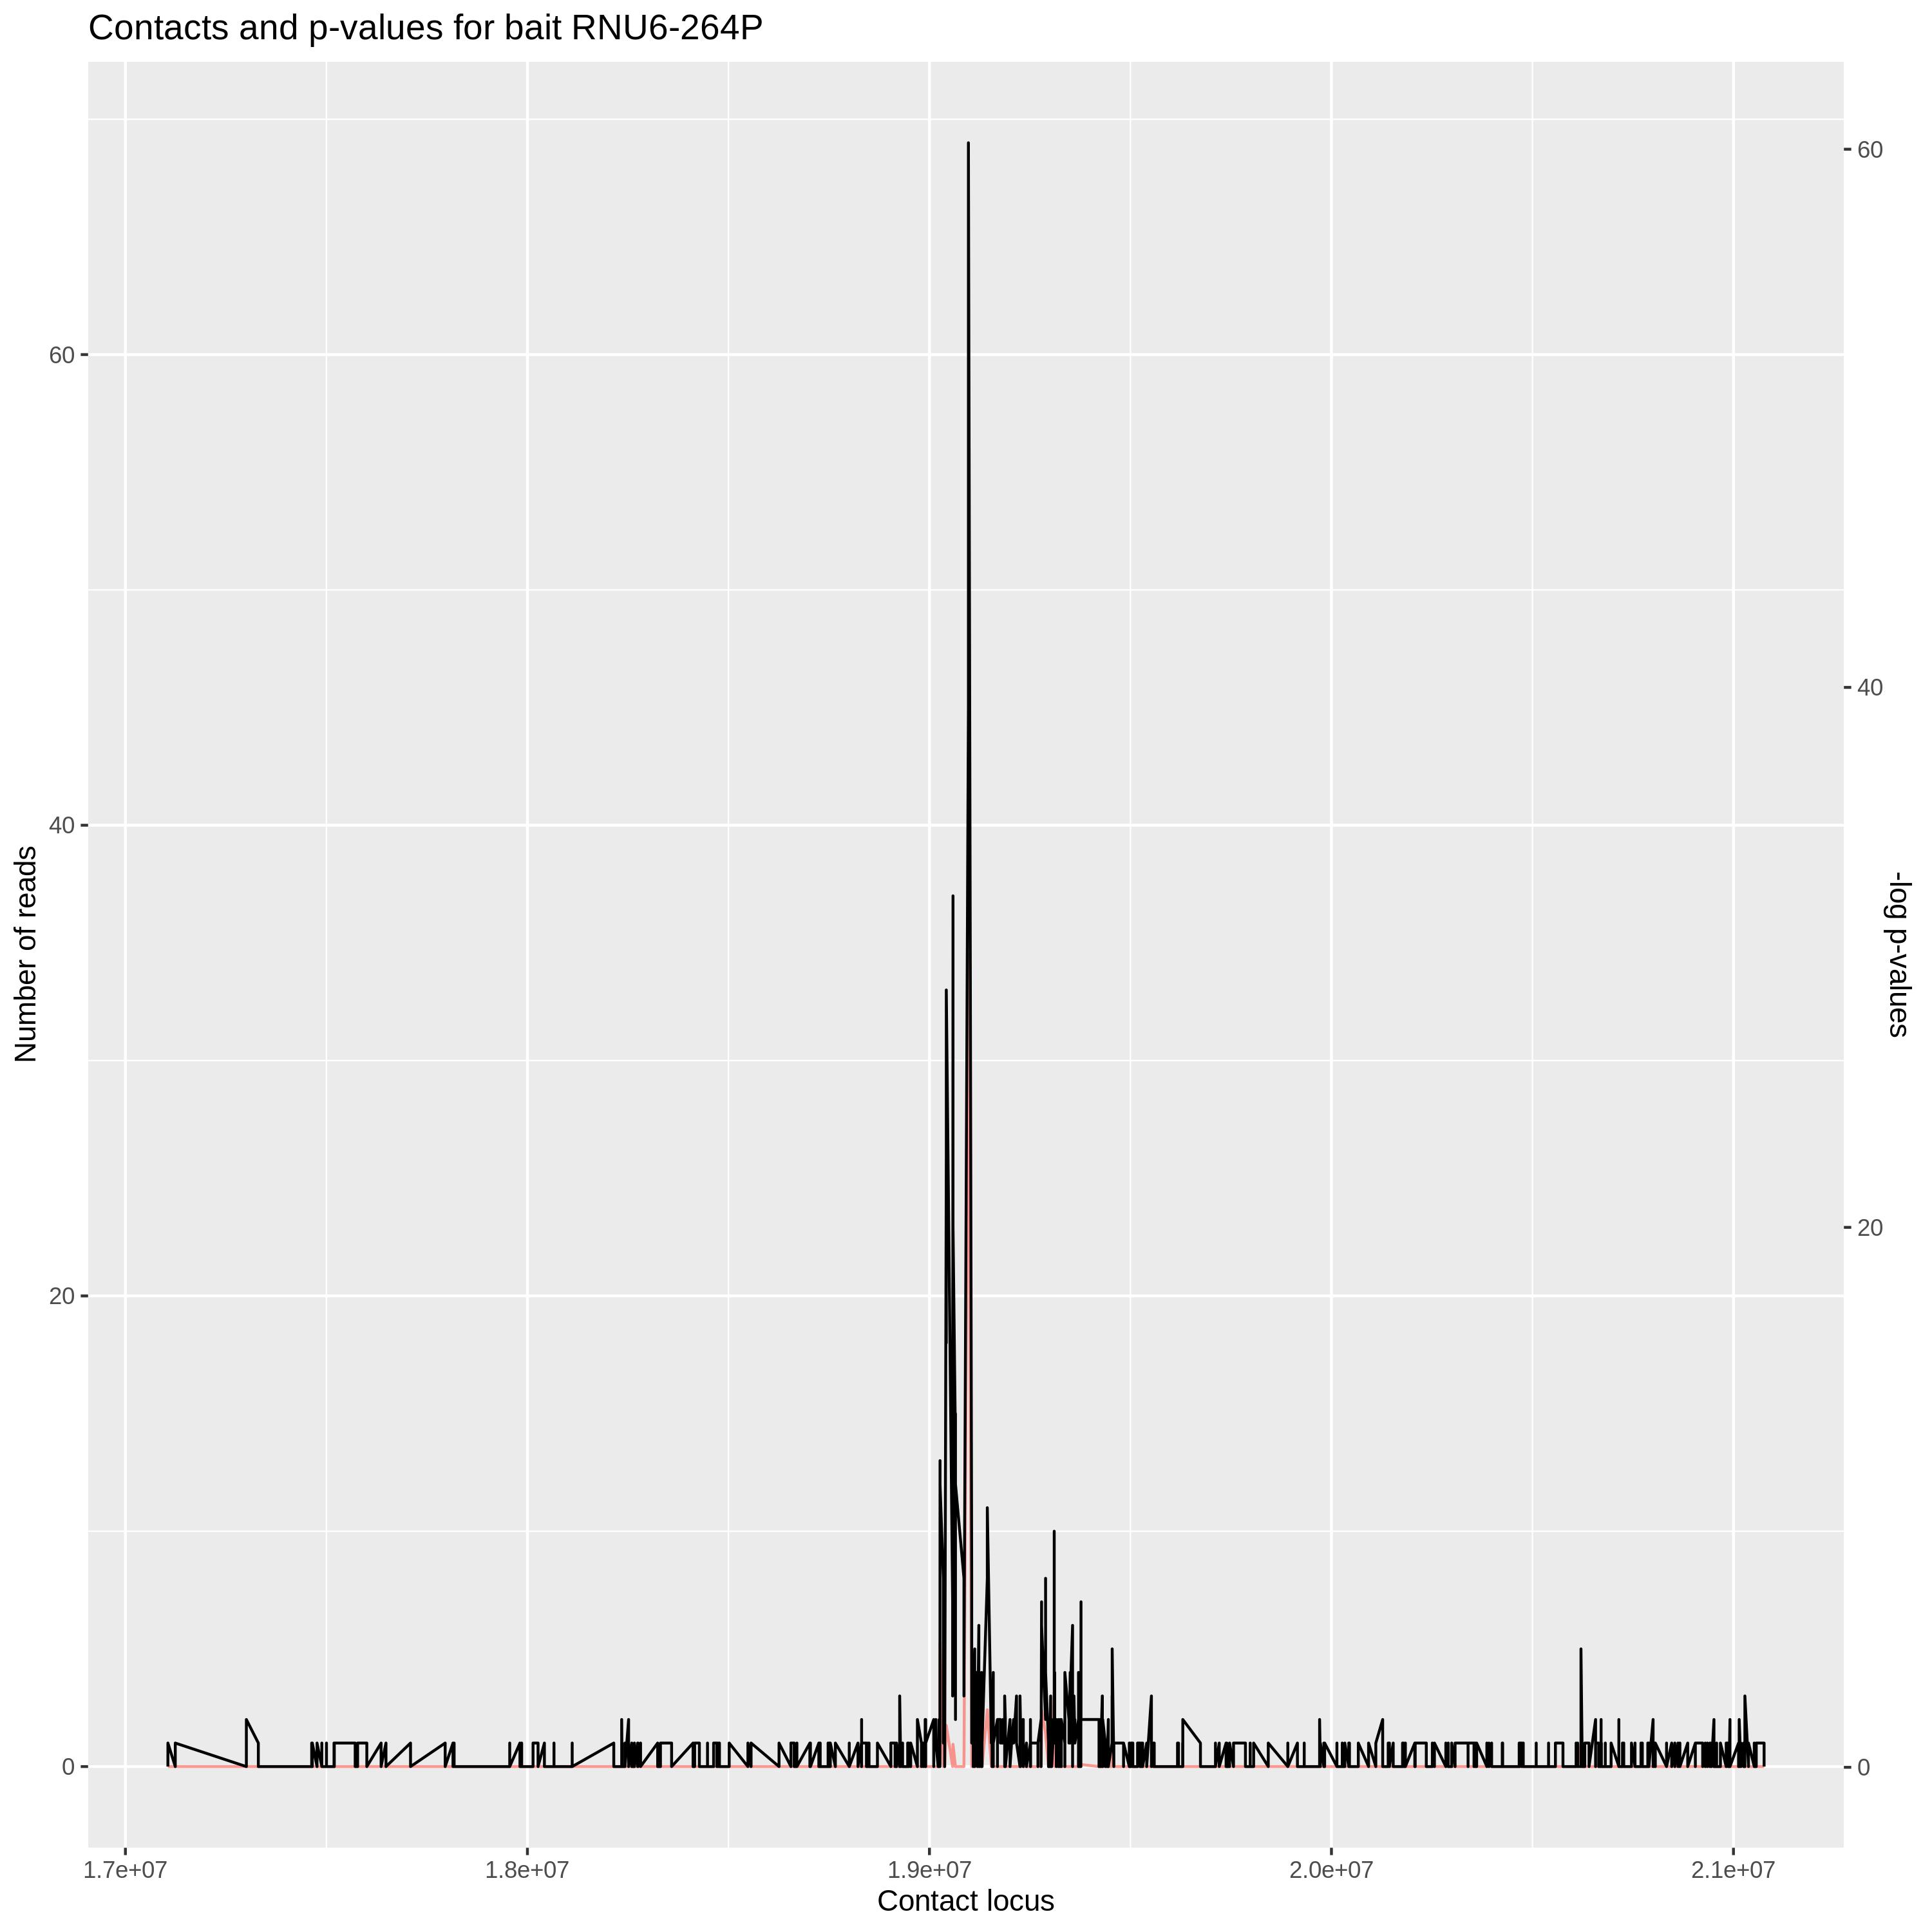 Contacts and p-values for bait RNU6-264P
60
40
20
0
Number of reads
60
40
20
0
-log p-values
1.7e+07 1.8e+07 1.9e+07 2.0e+07 2.1e+07
Contact locus